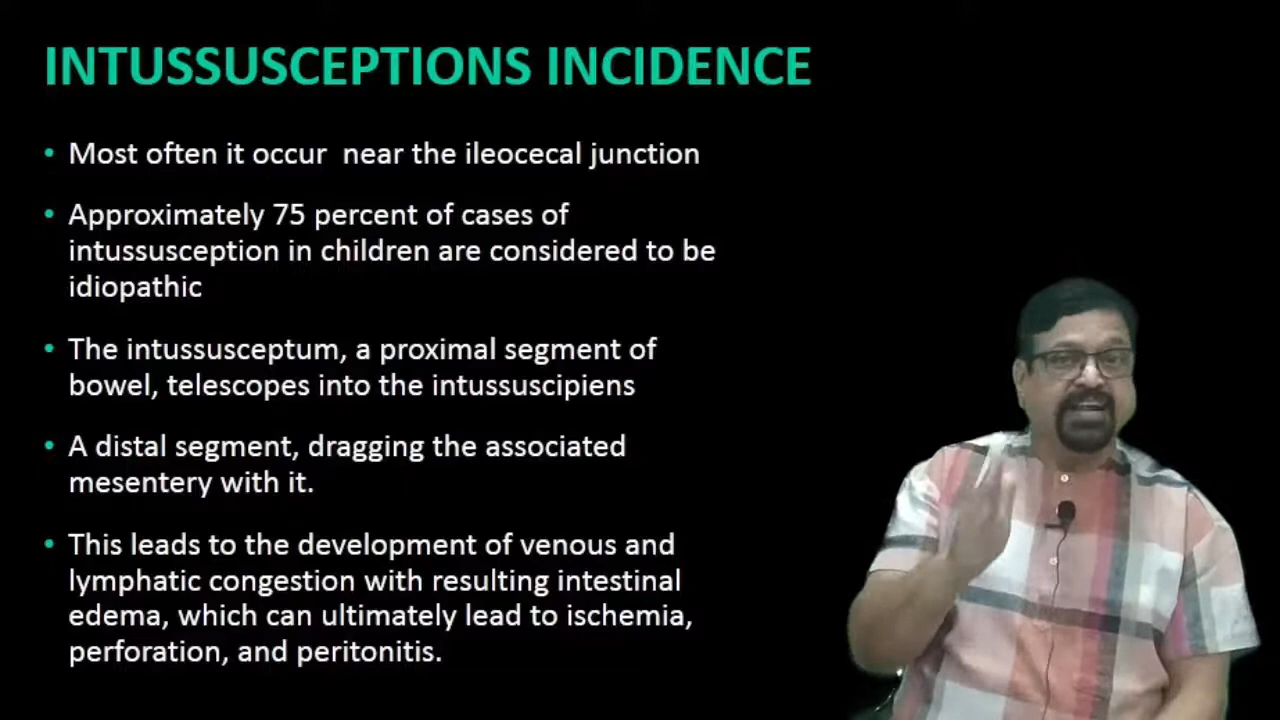 INTUSSUSCEPTIONS INCIDENCE
• Most often it occur near the ileocecal junction
• Approximately 75 percent of cases of
intussusception in children are considered to be
idiopathic
• The intussusceptum, a proximal segment of
bowel, telescopes into the intussuscipiens
• A distal segment, dragging the associated
mesentery with it.
• This leads to the development of venous and
lymphatic congestion with resulting intestinal
edema, which can ultimately lead to ischemia,
perforation, and peritonitis.